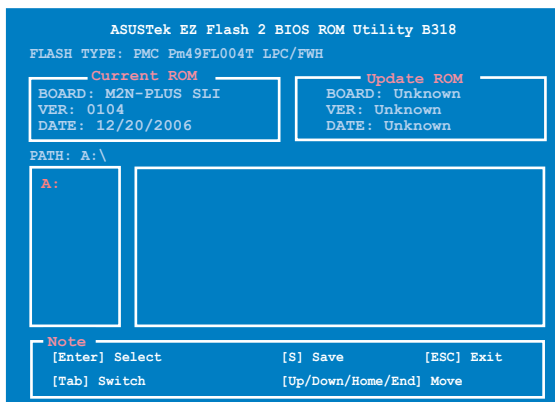 ASUSTek EZ Flash 2 BIOS ROM Utility B318
FLASH TYPE: PMC Pm49FL004T LPC/FWH
Current ROM
BOARD: M2N-PLUS SLI
VER: 0104
DATE: 12/20/2006
Update ROM
BOARD: Unknown
VER: Unknown
DATE: Unknown
PATH: A:\
A:
Note
[Enter] Select [S] Save [ESC] Exit
[Tab] Switch [Up/Down/Home/End] Move